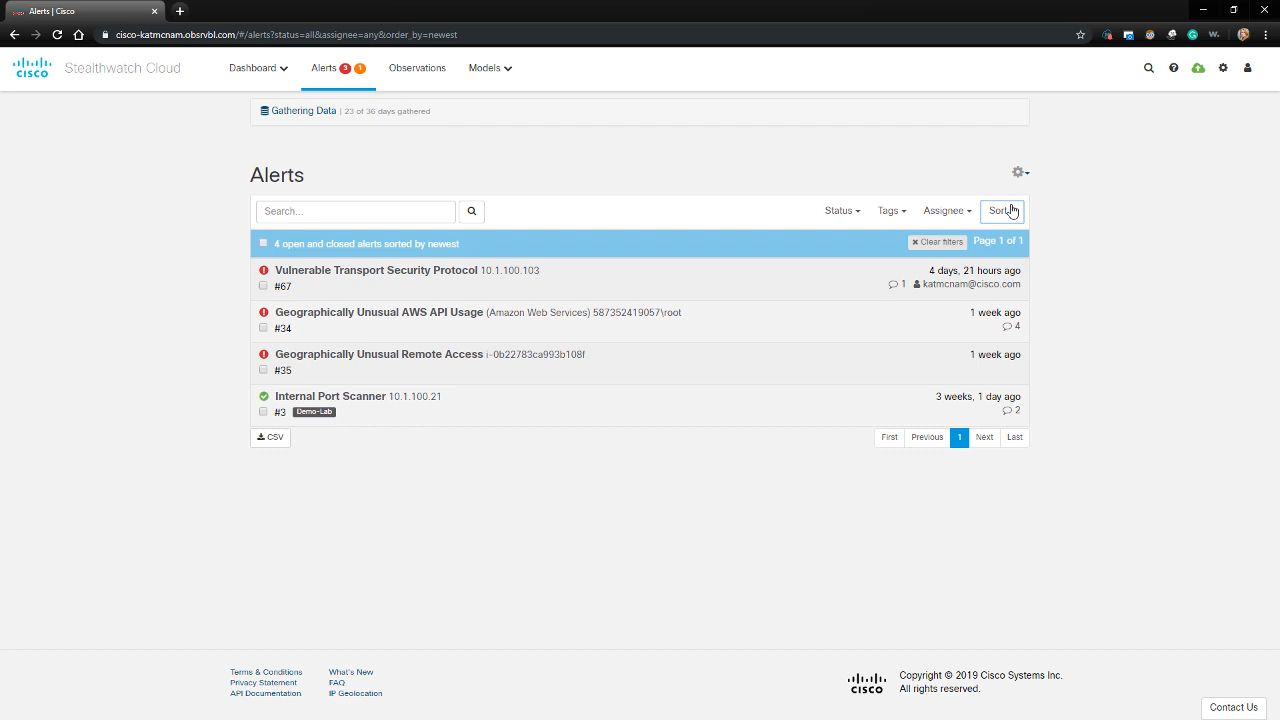 Alerts | Cisco
cisco-katmcnam.obsrvbl.com/#/alerts?status=all&assignee=any&order_by=newest
cisco Stealthwatch Cloud Dashboard Alerts 3 1 Observations Models
Gathering Data | 23 of 36 days gathered
Alerts
Search... Status Tags Assignee Sort
4 open and closed alerts sorted by newest Clear filters Page 1 of 1
Vulnerable Transport Security Protocol 10.1.100.103 4 days, 21 hours ago
#67 1 katmcnam@cisco.com
Geographically Unusual AWS API Usage (Amazon Web Services) 587352419057\root 1 week ago
#34 4
Geographically Unusual Remote Access i-0b22783ca993b108f 1 week ago
#35
Internal Port Scanner 10.1.100.21 3 weeks, 1 day ago
#3 Demo-Lab 2
CSV First Previous 1 Next Last
Terms & Conditions What's New
Privacy Statement FAQ
API Documentation IP Geolocation
cisco
Copyright © 2019 Cisco Systems Inc.
All rights reserved.
Contact Us